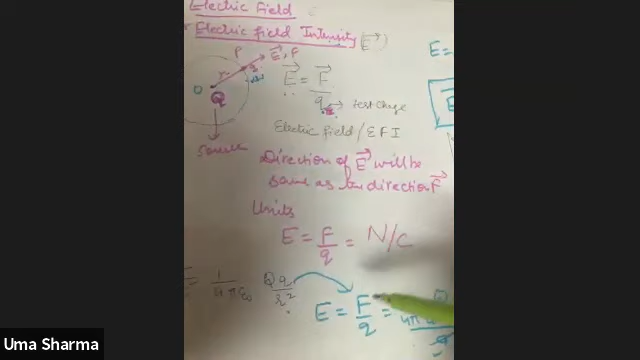 Electric field
Electric field Intensity (E→)
E =
P
E→, F
r
O
Q
Source
E→ = F→ / q → test charge
Electric field / EFI
Direction of E→ will be
same as the direction F→
Units
E = F/q = N/C
1/4πε₀ Qq/r²
E = F/q =
Uma Sharma